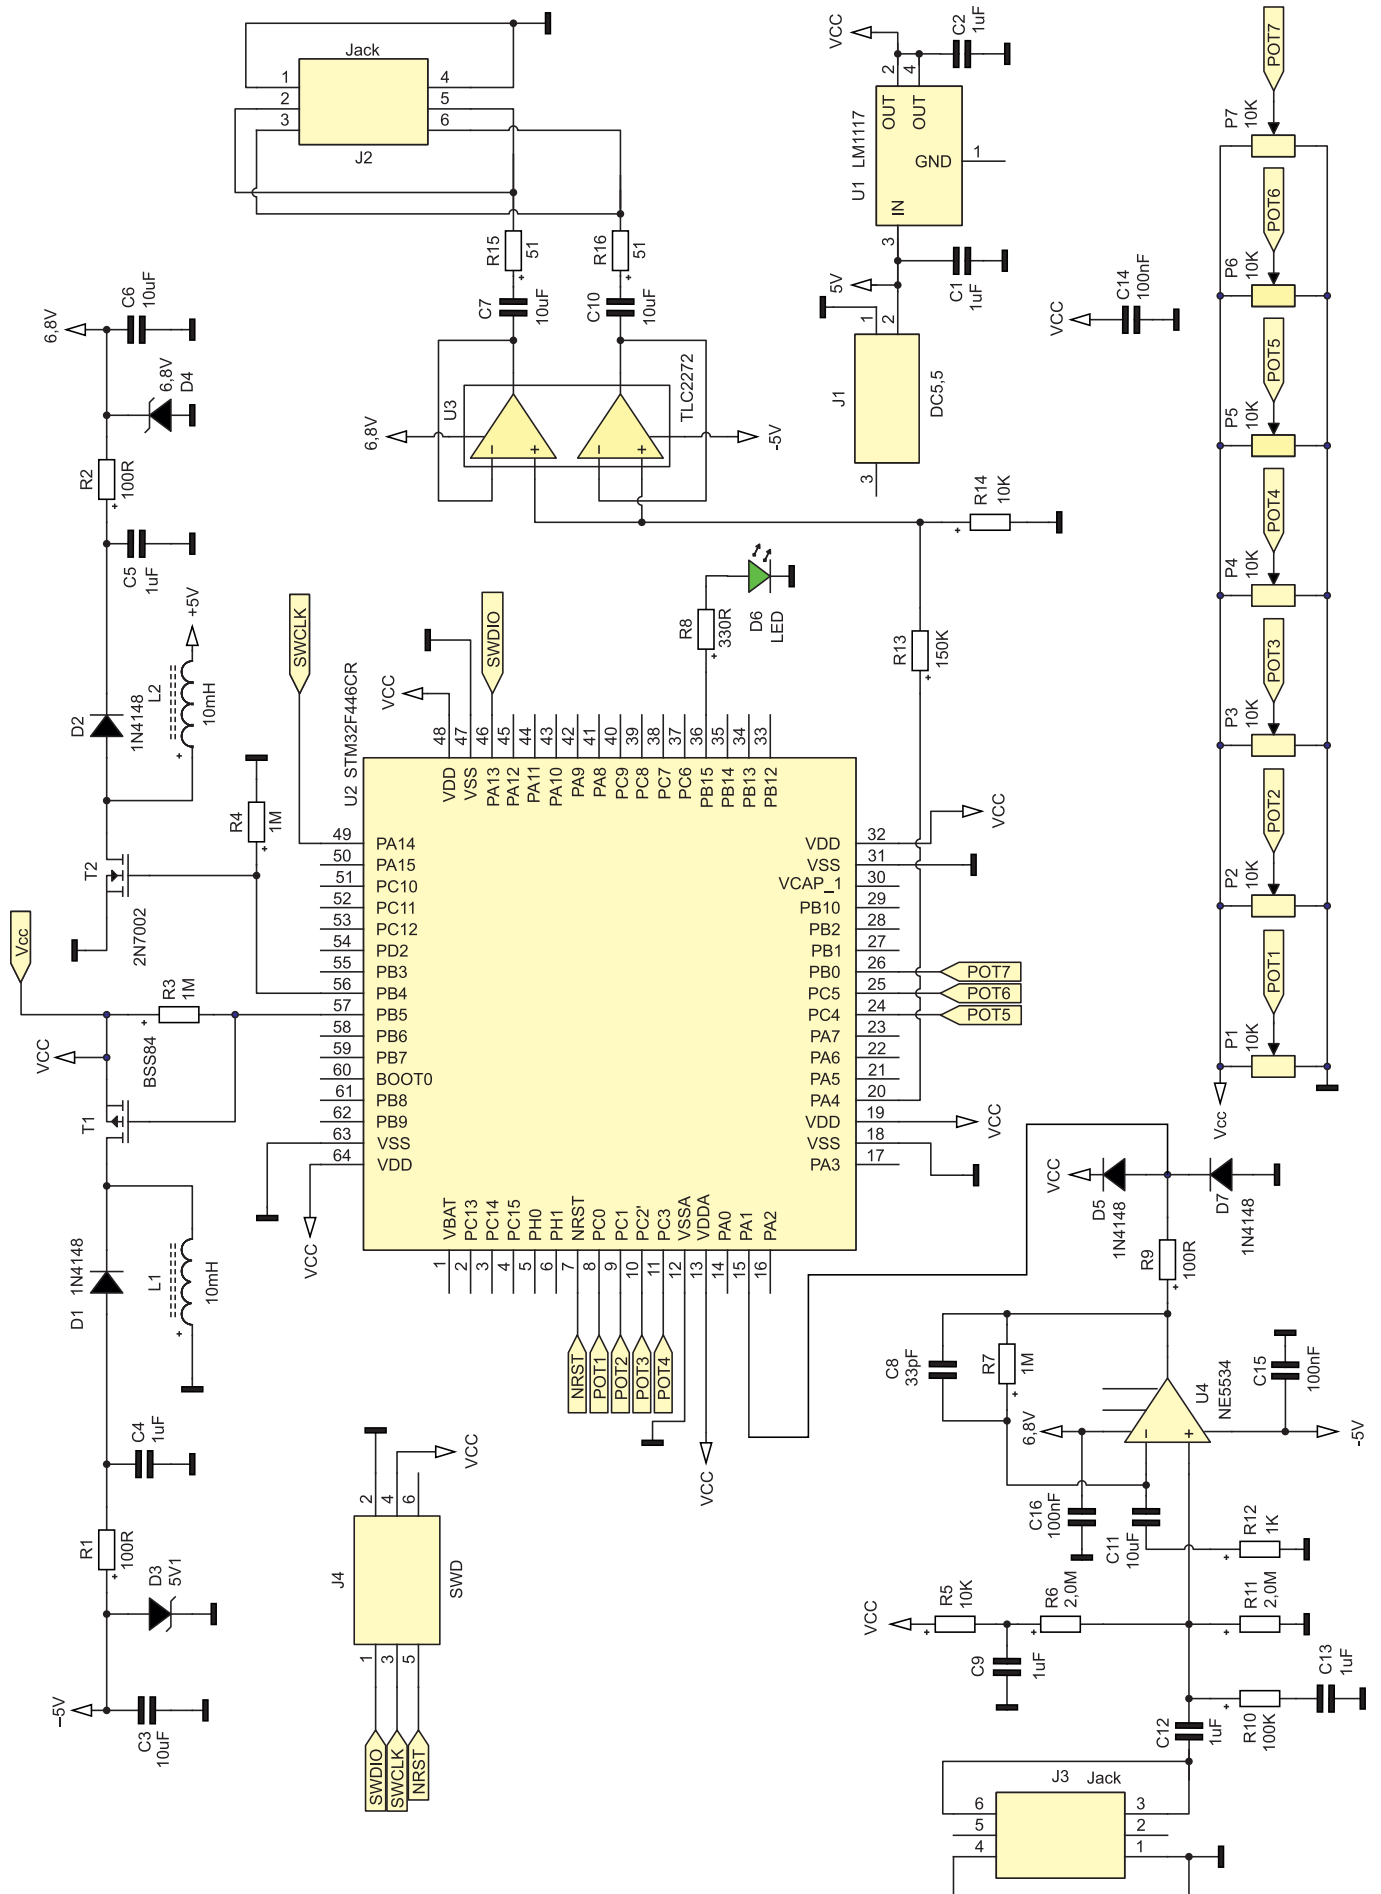 Jack
1
2
3
4
5
6
J2
VCC
C2
1uF
2
4
OUT
OUT
U1 LM1117
GND
1
IN
3
5V
C1
1uF
1
2
J1
DC5,5
3
POT7
P7
10K
POT6
P6
10K
POT5
P5
10K
POT4
P4
10K
POT3
P3
10K
POT2
P2
10K
POT1
P1
10K
Vcc
VCC
C14
100nF
R15
51
R16
51
C7
10uF
C10
10uF
U3
TLC2272
6,8V
-5V
R14
10K
R13
150K
6,8V
C6
10uF
6,8V
D4
R2
100R
C5
1uF
+5V
D2
1N4148
L2
10mH
R4
1M
T2
2N7002
Vcc
R3
1M
VCC
BSS84
T1
D1
1N4148
L1
10mH
C4
1uF
R1
100R
D3
5V1
–5V
C3
10uF
SWCLK
SWDIO
VCC
R8
330R
D6
LED
U2 STM32F446CR
48
47
46
45
44
43
42
41
40
39
38
37
36
35
34
33
VDD
VSS
PA13
PA12
PA11
PA10
PA9
PA8
PC9
PC8
PC7
PC6
PB15
PB14
PB13
PB12
49 PA14
50 PA15
51 PC10
52 PC11
53 PC12
54 PD2
55 PB3
56 PB4
57 PB5
58 PB6
59 PB7
60 BOOT0
61 PB8
62 PB9
63 VSS
64 VDD
VDD 32
VSS 31
VCAP_1 30
PB10 29
PB2 28
PB1 27
PB0 26 POT7
PC5 25 POT6
PC4 24 POT5
PA7 23
PA6 22
PA5 21
PA4 20
VDD 19
VSS 18
PA3 17
VCC
VCC
VCC
VBAT
PC13
PC14
PC15
PH0
PH1
NRST
PC0
PC1
PC2'
PC3
VSSA
VDDA
PA0
PA1
PA2
1
2
3
4
5
6
7
8
9
10
11
12
13
14
15
16
NRST
POT1
POT2
POT3
POT4
VCC
VCC
2
4
6
J4
SWD
1
3
5
SWDIO
SWCLK
NRST
VCC
D5
1N4148
D7
1N4148
R9
100R
C8
33pF
R7
1M
U4
NE5534
C15
100nF
6,8V
-5V
C16
100nF
C11
10uF
R12
1K
VCC
R5
10K
R6
2,0M
R11
2,0M
C9
1uF
C12
1uF
R10
100K
C13
1uF
J3 Jack
6
5
4
3
2
1